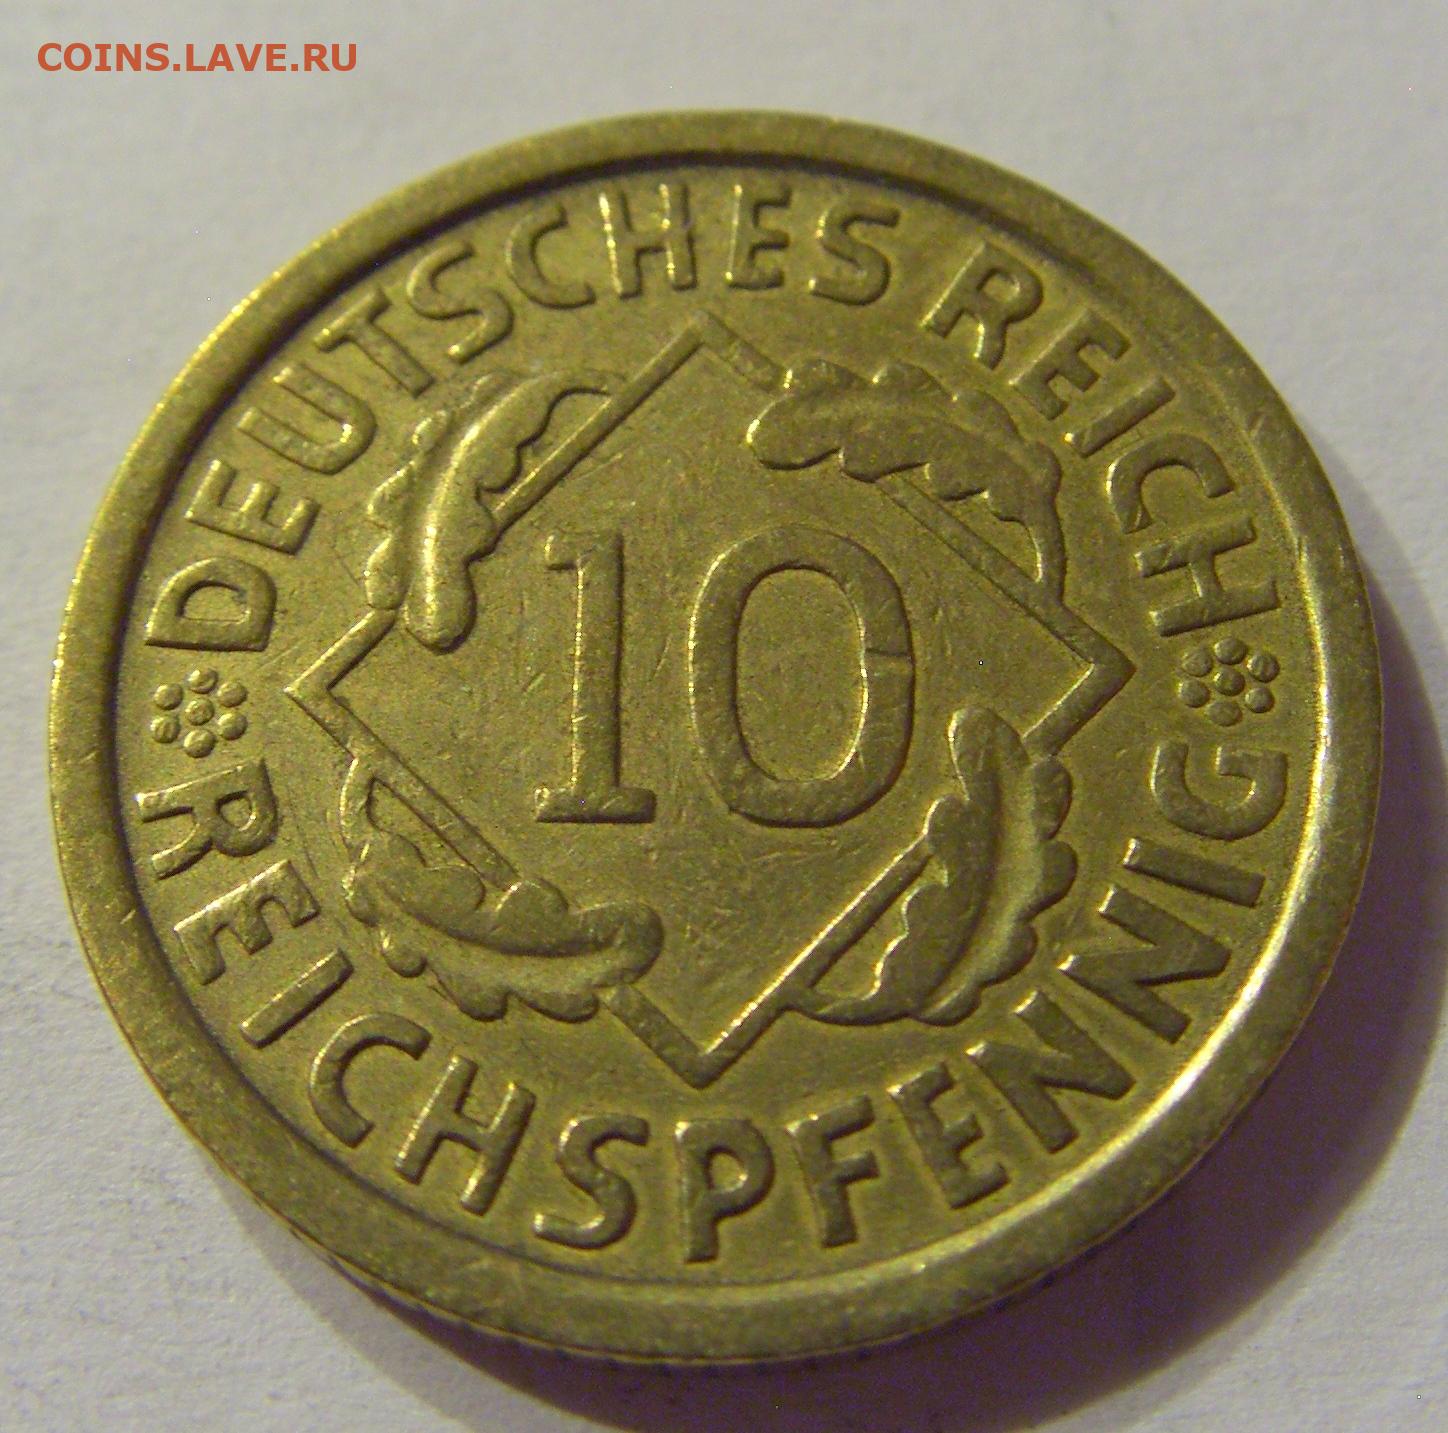 COINS.LAVE.RU
DEUTSCHES REICH
10
REICHSPFENNIG